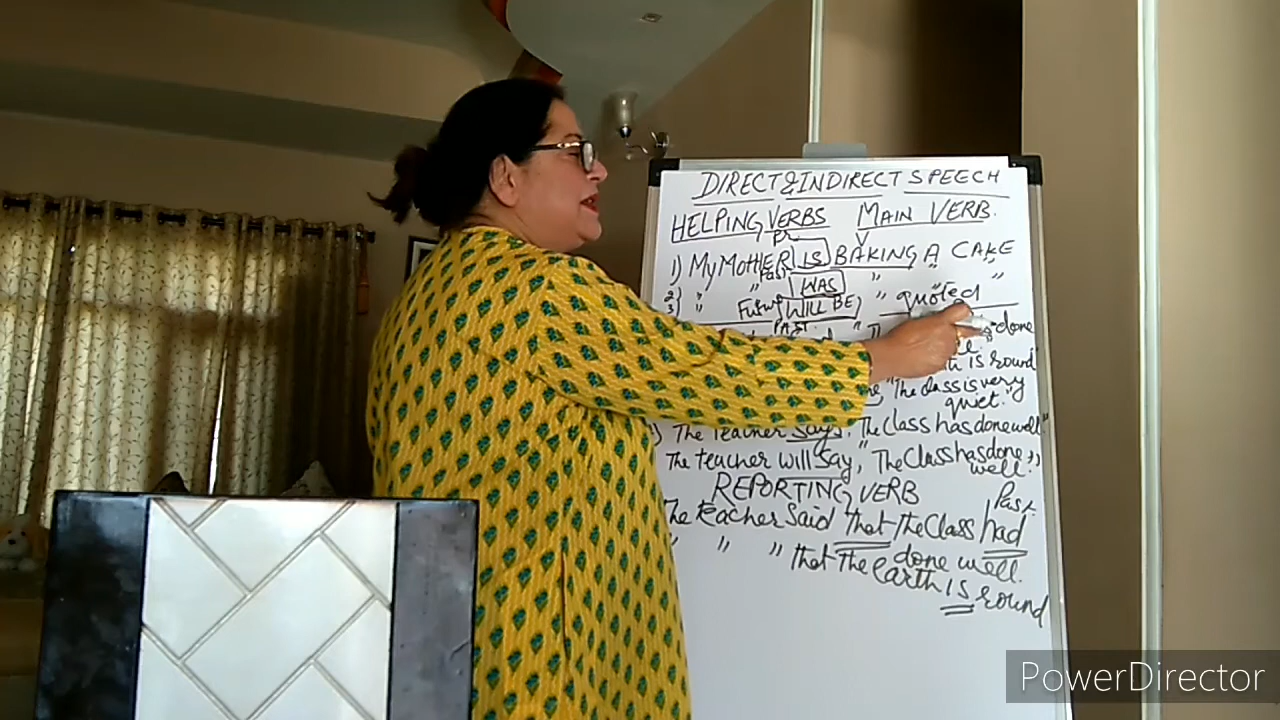 DIRECT & INDIRECT SPEECH
HELPING VERBS MAIN VERB.
Pr
1) My MOTHER IS BAKING A CAKE
2) " " Past WAS " " "
3 " Future WILL BE, " quoted
PAST done
is round"
"The class is very
quiet."
The Teacher Says, The Class has done well"
The teacher will Say, "The Class has done
well."
REPORTING VERB
Past
The teacher Said that the Class had
" " " that The done well.
earth IS round
PowerDirector